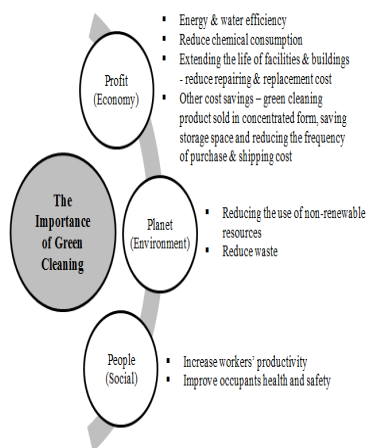 The
Importance
of Green
Cleaning
Profit
(Economy)
▪ Energy & water efficiency
▪ Reduce chemical consumption
▪ Extending the life of facilities & buildings
- reduce repairing & replacement cost
▪ Other cost savings – green cleaning
product sold in concentrated form, saving
storage space and reducing the frequency
of purchase & shipping cost
Planet
(Environment)
▪ Reducing the use of non-renewable
resources
▪ Reduce waste
People
(Social)
▪ Increase workers' productivity
▪ Improve occupants health and safety